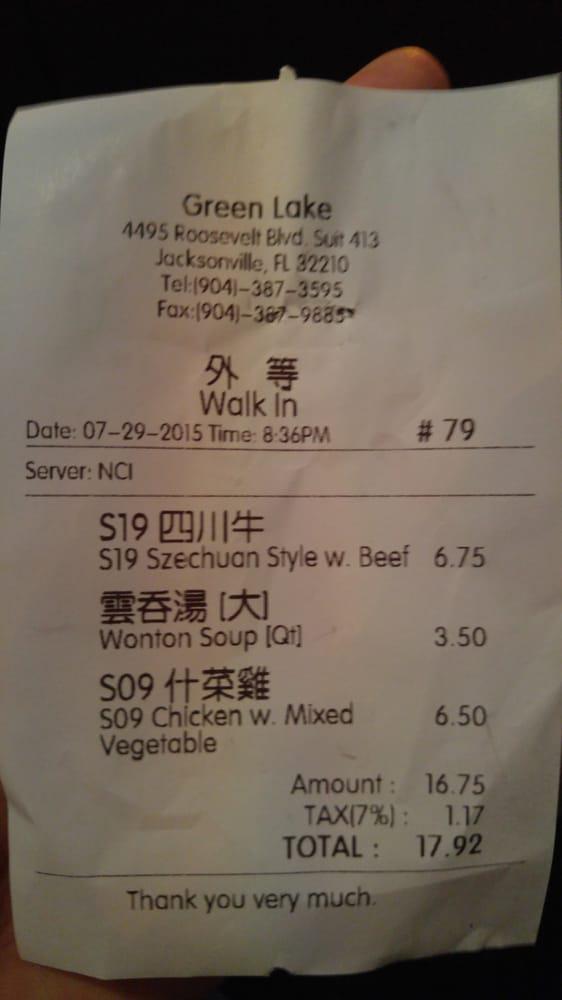 Green Lake
4495 Roosevelt Blvd. Suit 413
Jacksonville, FL 32210
Tel:(904)-387-3595
Fax:(904)-387-9885
外 等
Walk In
Date: 07-29-2015 Time: 8:36PM # 79
Server: NCI
S19 四川牛
S19 Szechuan Style w. Beef 6.75
雲吞湯 [大]
Wonton Soup [Qt] 3.50
S09 什菜雞
S09 Chicken w. Mixed 6.50
Vegetable
Amount : 16.75
TAX(7%) : 1.17
TOTAL : 17.92
Thank you very much.